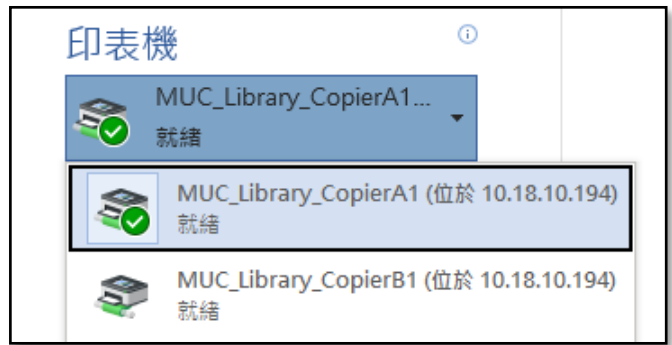 印表機
MUC_Library_CopierA1...
就緒
MUC_Library_CopierA1 (位於 10.18.10.194)
就緒
MUC_Library_CopierB1 (位於 10.18.10.194)
就緒